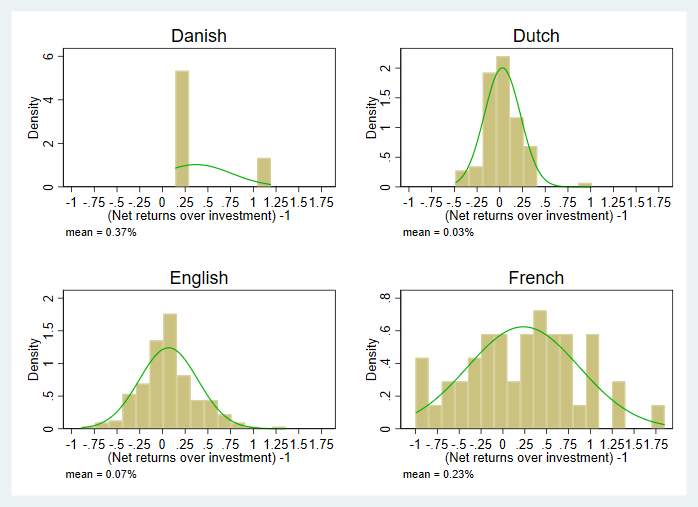 Danish
Density
0
2
4
6
-1 -.75 -.5 -.25 0 .25 .5 .75 1 1.25 1.5 1.75
(Net returns over investment) -1
mean = 0.37%
Dutch
Density
0
.5
1
1.5
2
-1 -.75 -.5 -.25 0 .25 .5 .75 1 1.25 1.5 1.75
(Net returns over investment) -1
mean = 0.03%
English
Density
0
.5
1
1.5
2
-1 -.75 -.5 -.25 0 .25 .5 .75 1 1.25 1.5 1.75
(Net returns over investment) -1
mean = 0.07%
French
Density
0
.2
.4
.6
.8
-1 -.75 -.5 -.25 0 .25 .5 .75 1 1.25 1.5 1.75
(Net returns over investment) -1
mean = 0.23%